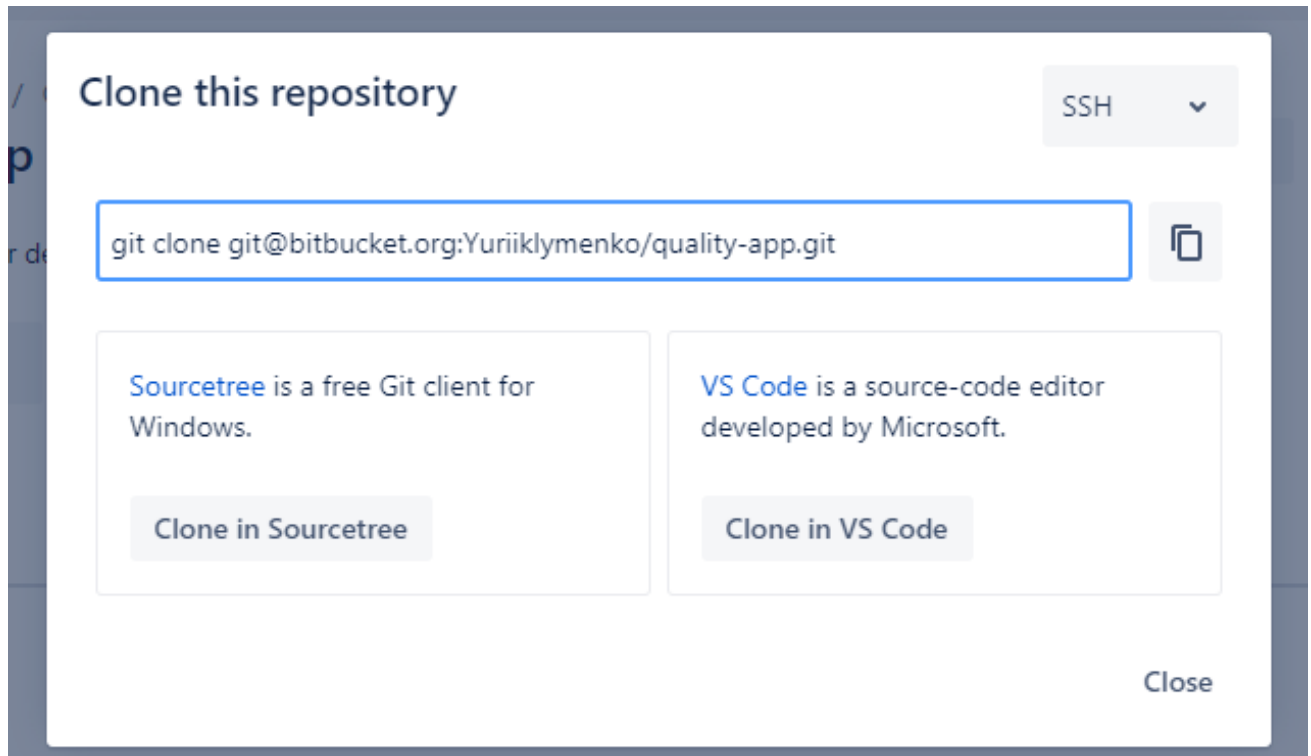 /
Clone this repository
SSH
p
git clone git@bitbucket.org:Yuriiklymenko/quality-app.git
r de
Sourcetree is a free Git client for
Windows.
VS Code is a source-code editor
developed by Microsoft.
Clone in Sourcetree
Clone in VS Code
Close